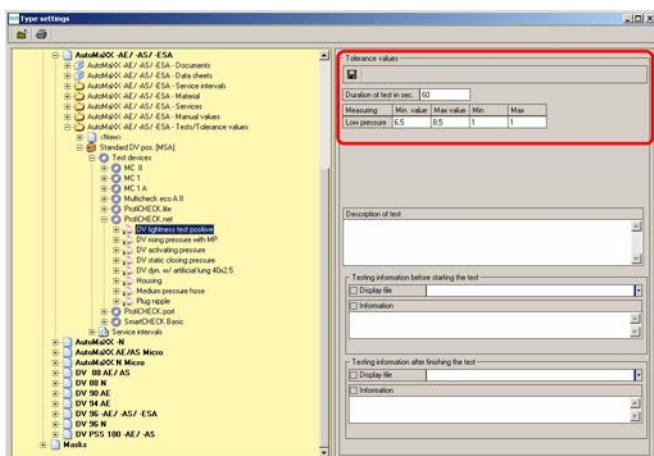 Type settings
AutoMaXX -AE/ -AS/ -ESA
AutoMaXX -AE/ -AS/ -ESA - Documents
AutoMaXX -AE/ -AS/ -ESA - Data sheets
AutoMaXX -AE/ -AS/ -ESA - Service intervals
AutoMaXX -AE/ -AS/ -ESA - Material
AutoMaXX -AE/ -AS/ -ESA - Services
AutoMaXX -AE/ -AS/ -ESA - Manual values
AutoMaXX -AE/ -AS/ -ESA - Tests/Tolerance values
<New>
Standard DV pos. [MSA]
Test devices
MC II
MC 1
MC 1 A
Multicheck eco A II
ProfiCHECK.lite
ProfiCHECK.net
DV tightness test positive
DV rising pressure with MP
DV activating pressure
DV static closing pressure
DV dyn. w/ artificial lung 40x2.5
Housing
Medium pressure hose
Plug nipple
ProfiCHECK.port
SmartCHECK Basic
Service intervals
AutoMaXX -N
AutoMaXX AE/AS Micro
AutoMaXX N Micro
DV 88 AE/ AS
DV 88 N
DV 90 AE
DV 94 AE
DV 96 -AE/ -AS/ -ESA
DV 96 N
DV PSS 100 -AE/ -AS
Masks
Tolerance values
Duration of test in sec. 60
Measuring Min. value Max value Min Max
Low pressure 6.5 8.5 1 1
Description of test
Testing information before starting the test
Display file
Information
Testing information after finishing the test
Display file
Information